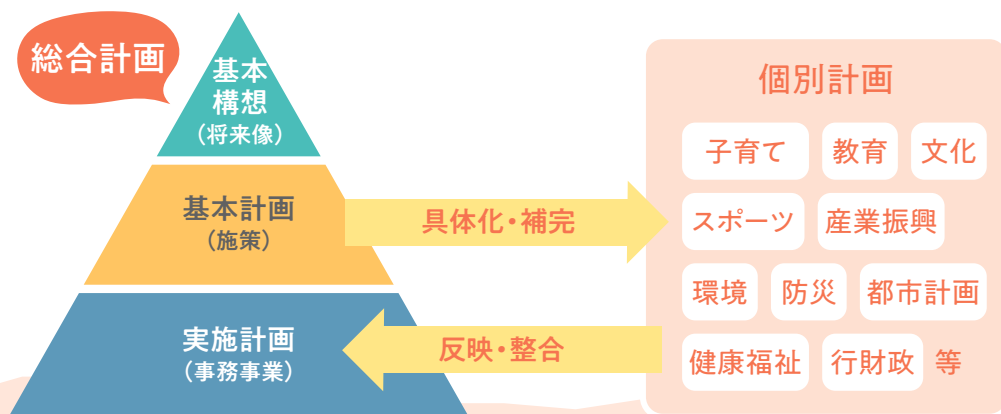 総合計画
基本
構想
（将来像）
基本計画
（施策）
実施計画
（事務事業）
具体化・補完
反映・整合
個別計画
子育て 教育 文化
スポーツ 産業振興
環境 防災 都市計画
健康福祉 行財政 等